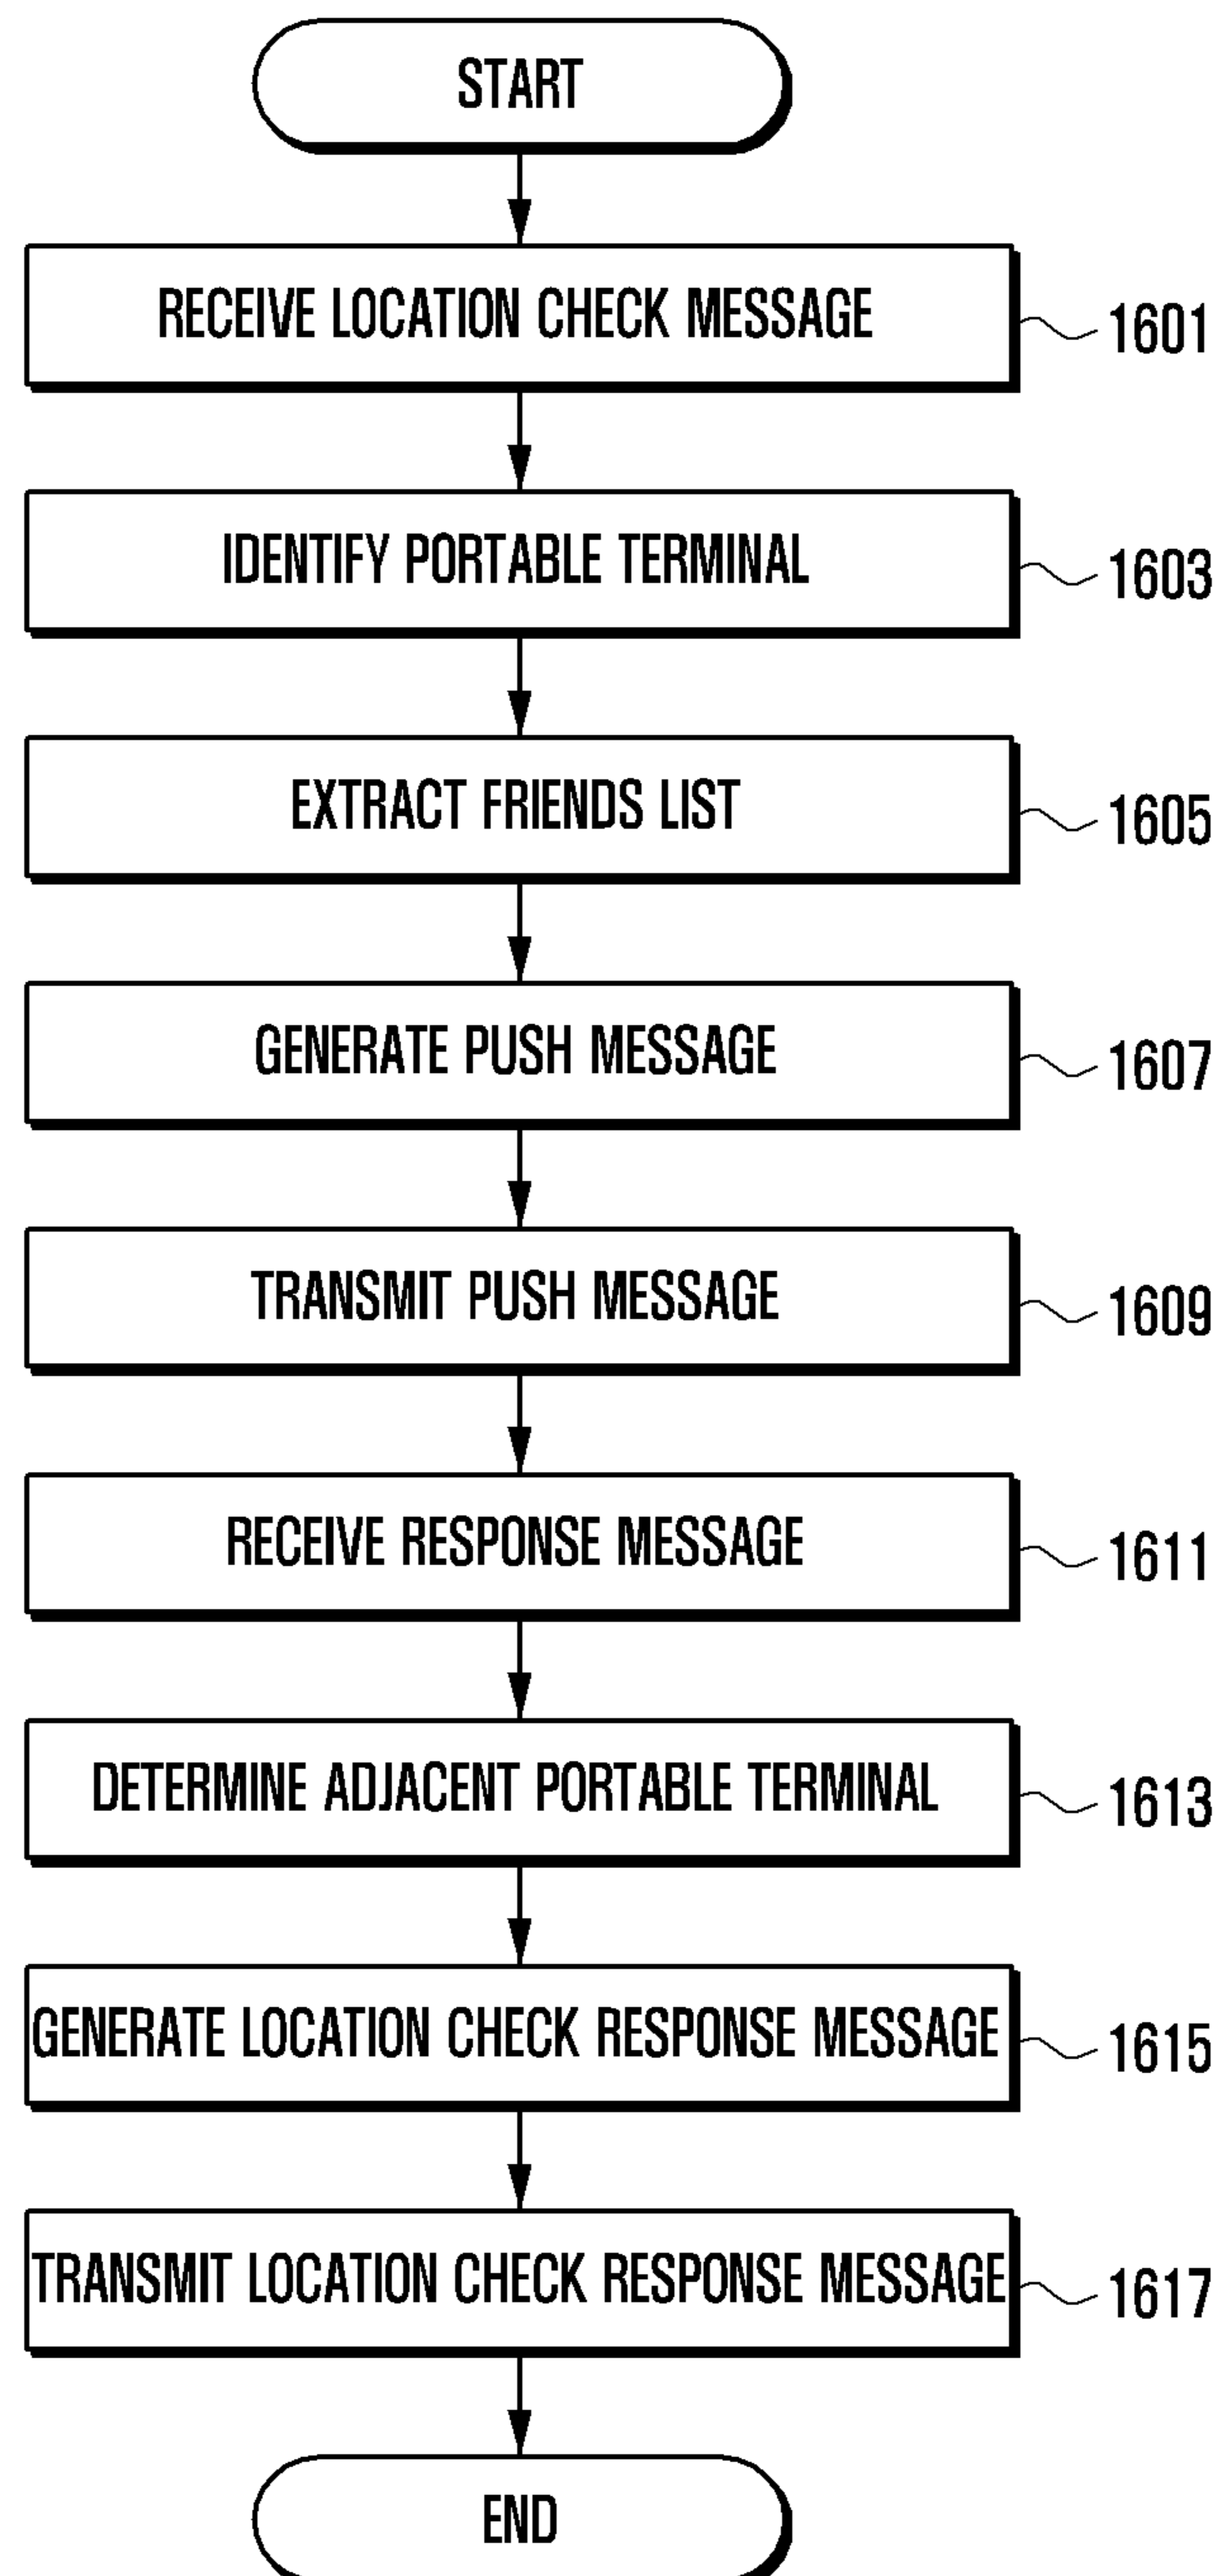 START
RECEIVE LOCATION CHECK MESSAGE
1601
IDENTIFY PORTABLE TERMINAL
1603
EXTRACT FRIENDS LIST
1605
GENERATE PUSH MESSAGE
1607
TRANSMIT PUSH MESSAGE
1609
RECEIVE RESPONSE MESSAGE
1611
DETERMINE ADJACENT PORTABLE TERMINAL
1613
GENERATE LOCATION CHECK RESPONSE MESSAGE
1615
TRANSMIT LOCATION CHECK RESPONSE MESSAGE
1617
END